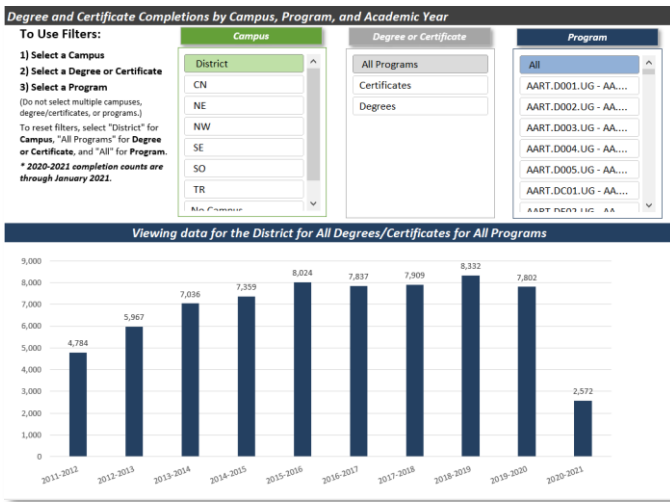 Degree and Certificate Completions by Campus, Program, and Academic Year
To Use Filters:
1) Select a Campus
2) Select a Degree or Certificate
3) Select a Program
(Do not select multiple campuses,
degree/certificates, or programs.)
To reset filters, select "District" for
Campus, "All Programs" for Degree
or Certificate, and "All" for Program.
* 2020-2021 completion counts are
through January 2021.
Campus
District
CN
NE
NW
SE
SO
TR
No Campus
Degree or Certificate
All Programs
Certificates
Degrees
Program
All
AART.D001.UG - AA....
AART.D002.UG - AA....
AART.D003.UG - AA....
AART.D004.UG - AA....
AART.D005.UG - AA....
AART.DC01.UG - AA....
AART.DE02.UG - AA....
Viewing data for the District for All Degrees/Certificates for All Programs
9,000
8,000
7,000
6,000
5,000
4,000
3,000
2,000
1,000
0
4,784
5,967
7,036
7,359
8,024
7,837
7,909
8,332
7,802
2,572
2011-2012
2012-2013
2013-2014
2014-2015
2015-2016
2016-2017
2017-2018
2018-2019
2019-2020
2020-2021